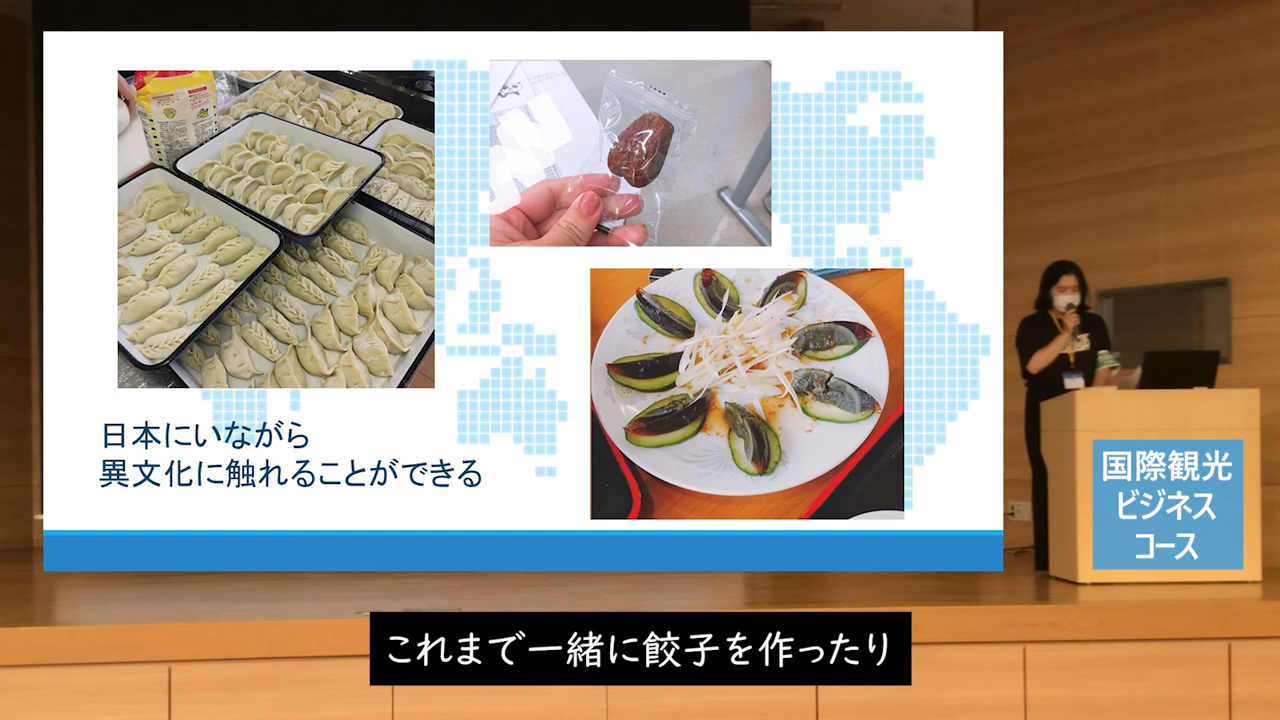 日本にいながら
異文化に触れることができる
国際観光
ビジネス
コース
これまで一緒に餃子を作ったり